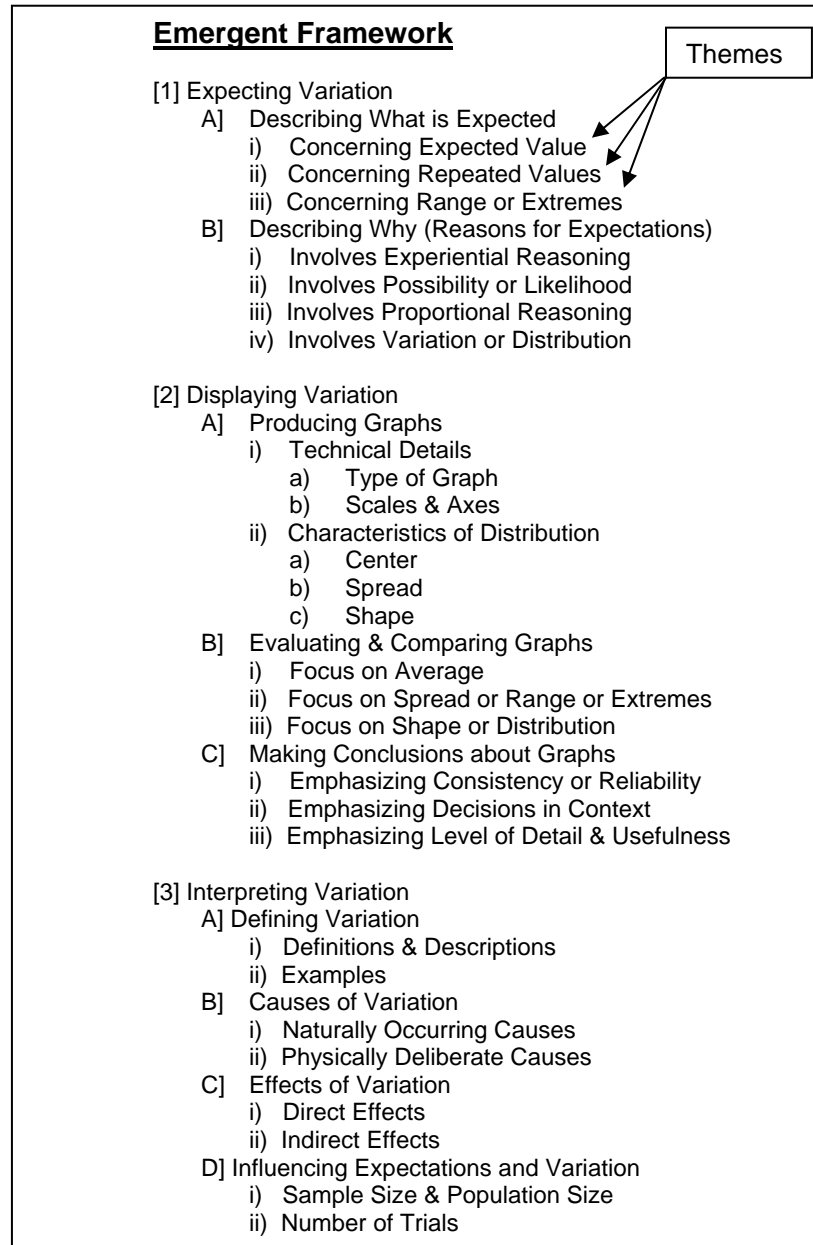 Emergent Framework
Themes
[1] Expecting Variation
A] Describing What is Expected
i) Concerning Expected Value
ii) Concerning Repeated Values
iii) Concerning Range or Extremes
B] Describing Why (Reasons for Expectations)
i) Involves Experiential Reasoning
ii) Involves Possibility or Likelihood
iii) Involves Proportional Reasoning
iv) Involves Variation or Distribution
[2] Displaying Variation
A] Producing Graphs
i) Technical Details
a) Type of Graph
b) Scales & Axes
ii) Characteristics of Distribution
a) Center
b) Spread
c) Shape
B] Evaluating & Comparing Graphs
i) Focus on Average
ii) Focus on Spread or Range or Extremes
iii) Focus on Shape or Distribution
C] Making Conclusions about Graphs
i) Emphasizing Consistency or Reliability
ii) Emphasizing Decisions in Context
iii) Emphasizing Level of Detail & Usefulness
[3] Interpreting Variation
A] Defining Variation
i) Definitions & Descriptions
ii) Examples
B] Causes of Variation
i) Naturally Occurring Causes
ii) Physically Deliberate Causes
C] Effects of Variation
i) Direct Effects
ii) Indirect Effects
D] Influencing Expectations and Variation
i) Sample Size & Population Size
ii) Number of Trials